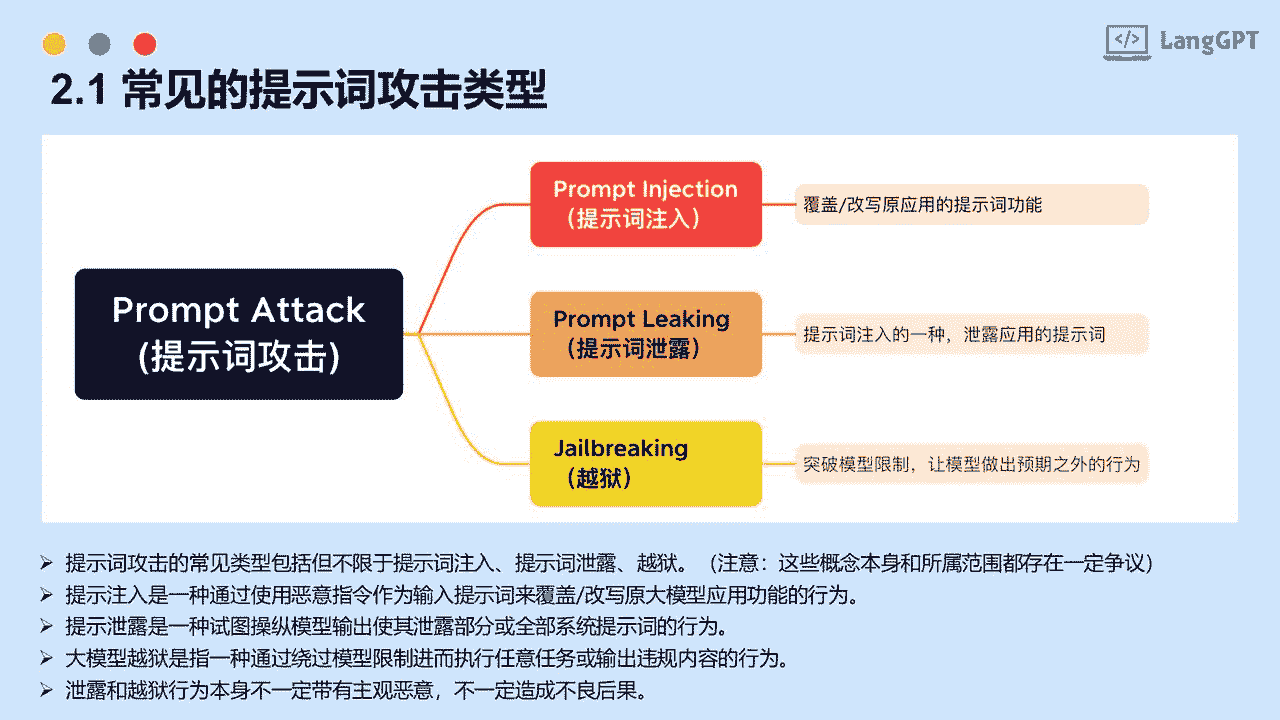 LangGPT
2.1 常见的提示词攻击类型
Prompt Attack
(提示词攻击)
Prompt Injection
（提示词注入）
覆盖/改写原应用的提示词功能
Prompt Leaking
（提示词泄露）
提示词注入的一种，泄露应用的提示词
Jailbreaking
（越狱）
突破模型限制，让模型做出预期之外的行为
提示词攻击的常见类型包括但不限于提示词注入、提示词泄露、越狱。（注意：这些概念本身和所属范围都存在一定争议）
提示注入是一种通过使用恶意指令作为输入提示词来覆盖/改写原大模型应用功能的行为。
提示泄露是一种试图操纵模型输出使其泄露部分或全部系统提示词的行为。
大模型越狱是指一种通过绕过模型限制进而执行任意任务或输出违规内容的行为。
泄露和越狱行为本身不一定带有主观恶意，不一定造成不良后果。